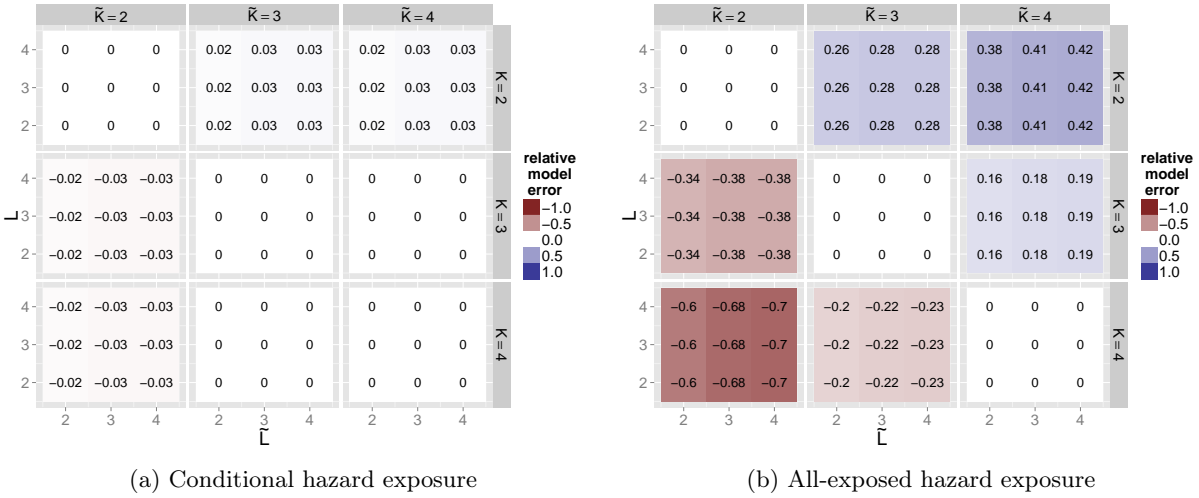 K̃ = 2 K̃ = 3 K̃ = 4
4 0 0 0 0.02 0.03 0.03 0.02 0.03 0.03
3 0 0 0 0.02 0.03 0.03 0.02 0.03 0.03
2 0 0 0 0.02 0.03 0.03 0.02 0.03 0.03
K = 2
4 −0.02 −0.03 −0.03 0 0 0 0 0 0
3 −0.02 −0.03 −0.03 0 0 0 0 0 0
2 −0.02 −0.03 −0.03 0 0 0 0 0 0
K = 3
4 −0.02 −0.03 −0.03 0 0 0 0 0 0
3 −0.02 −0.03 −0.03 0 0 0 0 0 0
2 −0.02 −0.03 −0.03 0 0 0 0 0 0
K = 4
L
2 3 4 2 3 4 2 3 4
L̃
relative
model
error
−1.0
−0.5
0.0
0.5
1.0
(a) Conditional hazard exposure
K̃ = 2 K̃ = 3 K̃ = 4
4 0 0 0 0.26 0.28 0.28 0.38 0.41 0.42
3 0 0 0 0.26 0.28 0.28 0.38 0.41 0.42
2 0 0 0 0.26 0.28 0.28 0.38 0.41 0.42
K = 2
4 −0.34 −0.38 −0.38 0 0 0 0.16 0.18 0.19
3 −0.34 −0.38 −0.38 0 0 0 0.16 0.18 0.19
2 −0.34 −0.38 −0.38 0 0 0 0.16 0.18 0.19
K = 3
4 −0.6 −0.68 −0.7 −0.2 −0.22 −0.23 0 0 0
3 −0.6 −0.68 −0.7 −0.2 −0.22 −0.23 0 0 0
2 −0.6 −0.68 −0.7 −0.2 −0.22 −0.23 0 0 0
K = 4
L
2 3 4 2 3 4 2 3 4
L̃
relative
model
error
−1.0
−0.5
0.0
0.5
1.0
(b) All-exposed hazard exposure